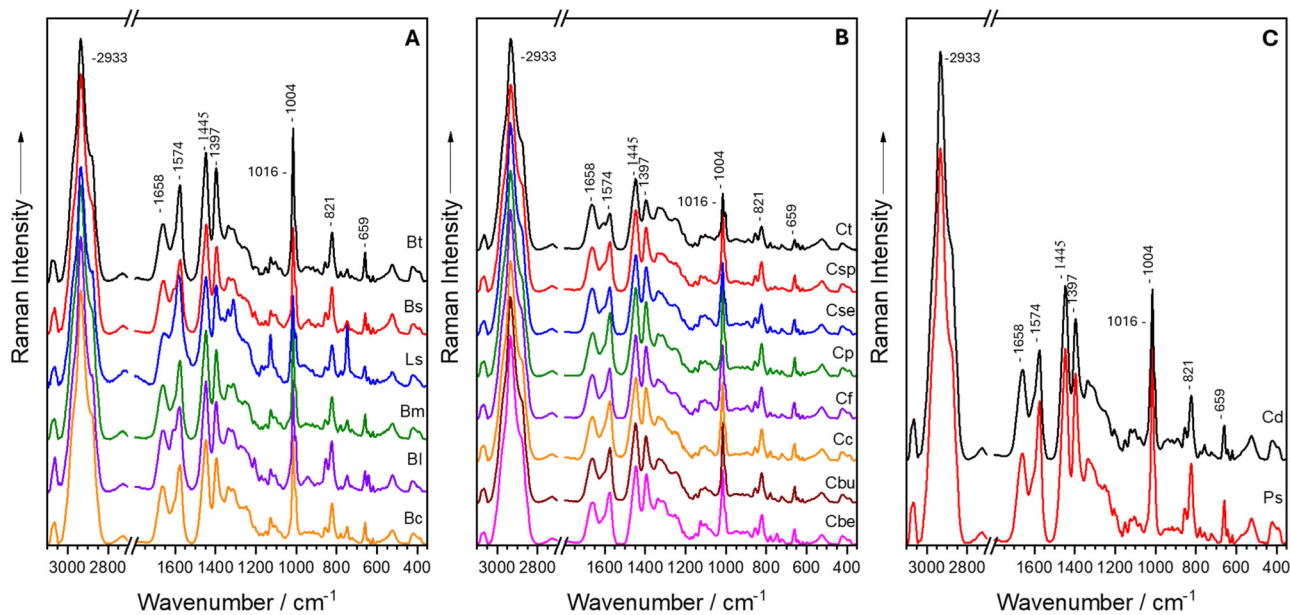 A
-2933
-1658
-1574
-1445
-1397
1016 -
-1004
-821
-659
Bt
Bs
Ls
Bm
Bl
Bc
Raman Intensity
3000 2800 1600 1400 1200 1000 800 600 400
Wavenumber / cm-1
B
-2933
-1658
-1574
-1445
-1397
1016 -
-1004
-821
-659
Ct
Csp
Cse
Cp
Cf
Cc
Cbu
Cbe
Raman Intensity
3000 2800 1600 1400 1200 1000 800 600 400
Wavenumber / cm-1
C
-2933
-1658
-1574
-1445
-1397
1016 -
-1004
-821
-659
Cd
Ps
Raman Intensity
3000 2800 1600 1400 1200 1000 800 600 400
Wavenumber / cm-1